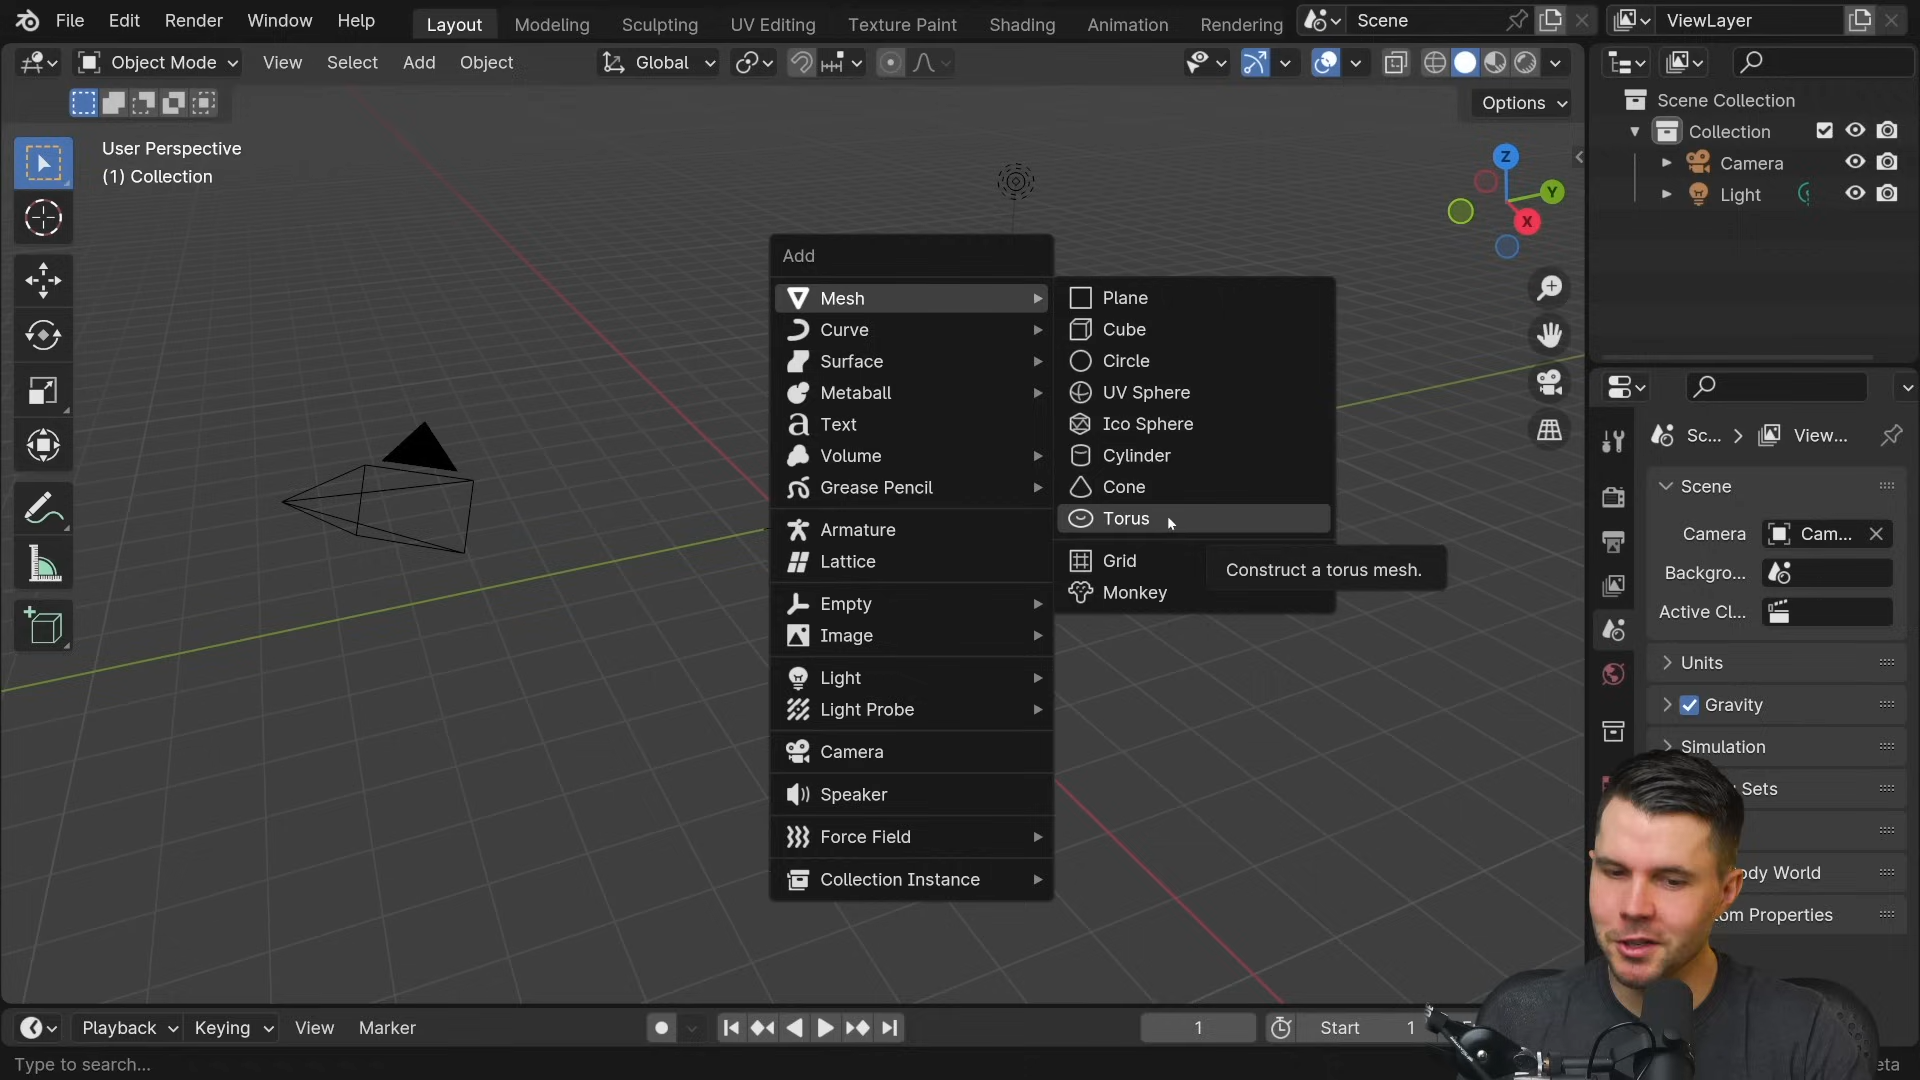 File Edit Render Window Help Layout Modeling Sculpting UV Editing Texture Paint Shading Animation Rendering Scene ViewLayer
Object Mode View Select Add Object Global
Options
User Perspective
(1) Collection
Z
Y
X
Scene Collection
Collection
Camera
Light
Add
Mesh
Curve
Surface
Metaball
Text
Volume
Grease Pencil
Armature
Lattice
Empty
Image
Light
Light Probe
Camera
Speaker
Force Field
Collection Instance
Plane
Cube
Circle
UV Sphere
Ico Sphere
Cylinder
Cone
Torus
Grid
Monkey
Construct a torus mesh.
Sc... View...
Scene
Camera Cam...
Backgro...
Active Cl...
Units
Gravity
Simulation
Sets
ody World
om Properties
Playback Keying View Marker 1 Start 1
Type to search...
eta